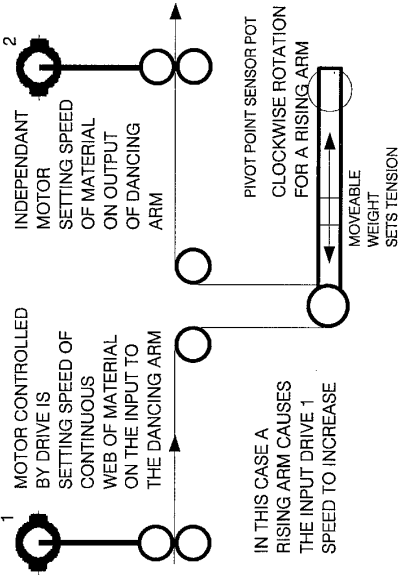 1
MOTOR CONTROLLED
BY DRIVE IS
SETTING SPEED OF
CONTINUOUS
WEB OF MATERIAL
ON THE INPUT TO
THE DANCING ARM
2
INDEPENDANT
MOTOR
SETTING SPEED
OF MATERIAL
ON OUTPUT
OF DANCING
ARM
IN THIS CASE A
RISING ARM CAUSES
THE INPUT DRIVE 1
SPEED TO INCREASE
PIVOT POINT SENSOR POT
CLOCKWISE ROTATION
FOR A RISING ARM
MOVEABLE
WEIGHT
SETS TENSION